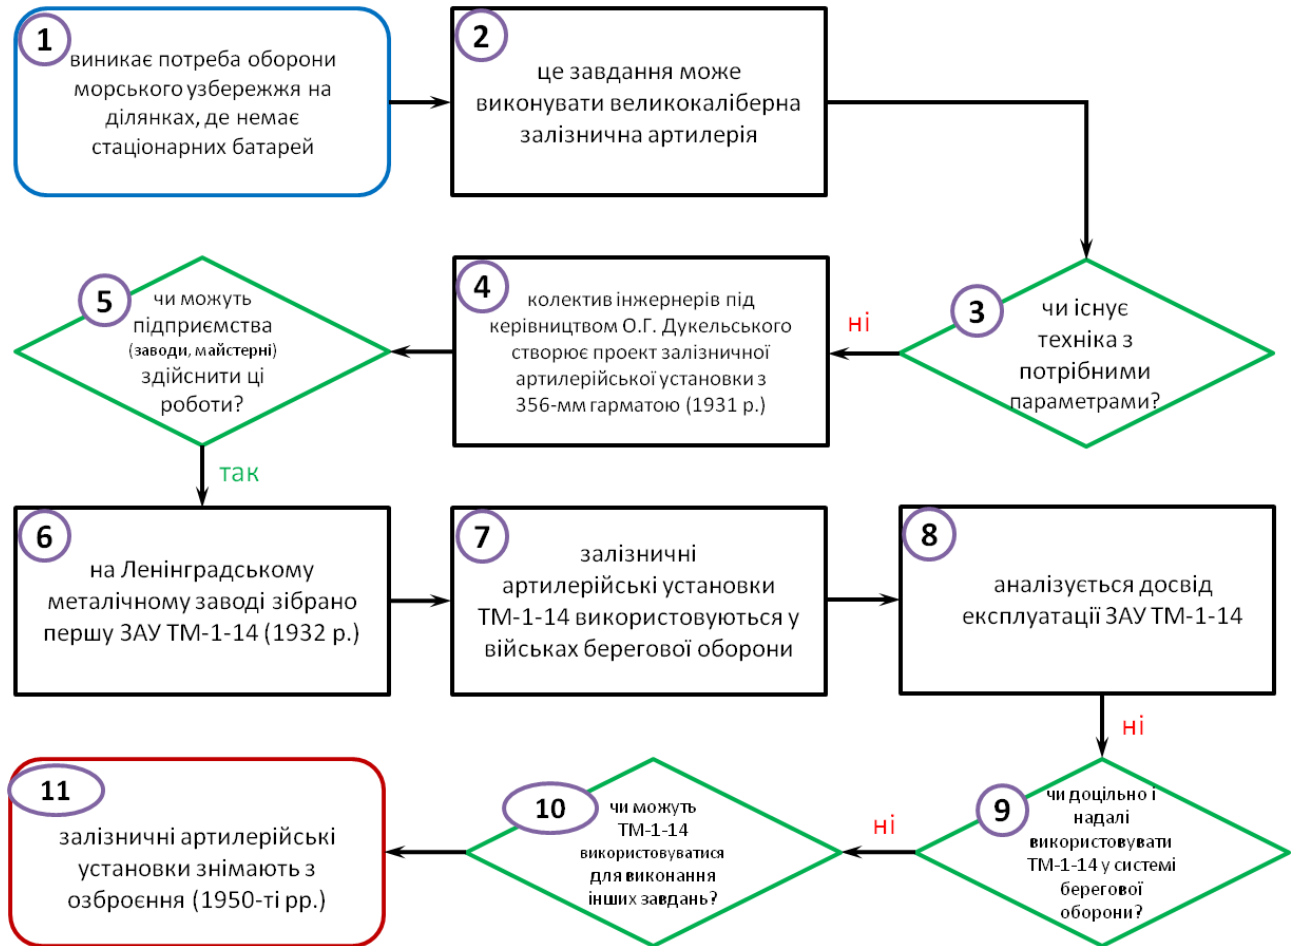 1
виникає потреба оборони
морського узбережжя на
ділянках, де немає
стаціонарних батарей
2
це завдання може
виконувати великокаліберна
залізнична артилерія
3
чи існує
техніка з
потрібними
параметрами?
ні
4
колектив інжернерів під
керівництвом О.Г. Дукельського
створює проект залізничної
артилерійської установки з
356-мм гарматою (1931 р.)
5
чи можуть
підприємства
(заводи, майстерні)
здійснити ці
роботи?
так
6
на Ленінградському
металічному заводі зібрано
першу ЗАУ ТМ-1-14 (1932 р.)
7
залізничні
артилерійські установки
ТМ-1-14 використовуються у
військах берегової оборони
8
аналізується досвід
експлуатації ЗАУ ТМ-1-14
ні
9
чи доцільно і
надалі
використовувати
ТМ-1-14 у системі
берегової
оборони?
ні
10
чи можуть
ТМ-1-14
використовуватися
для виконання
інших завдань?
11
залізничні артилерійські
установки знімають з
озброєння (1950-ті рр.)